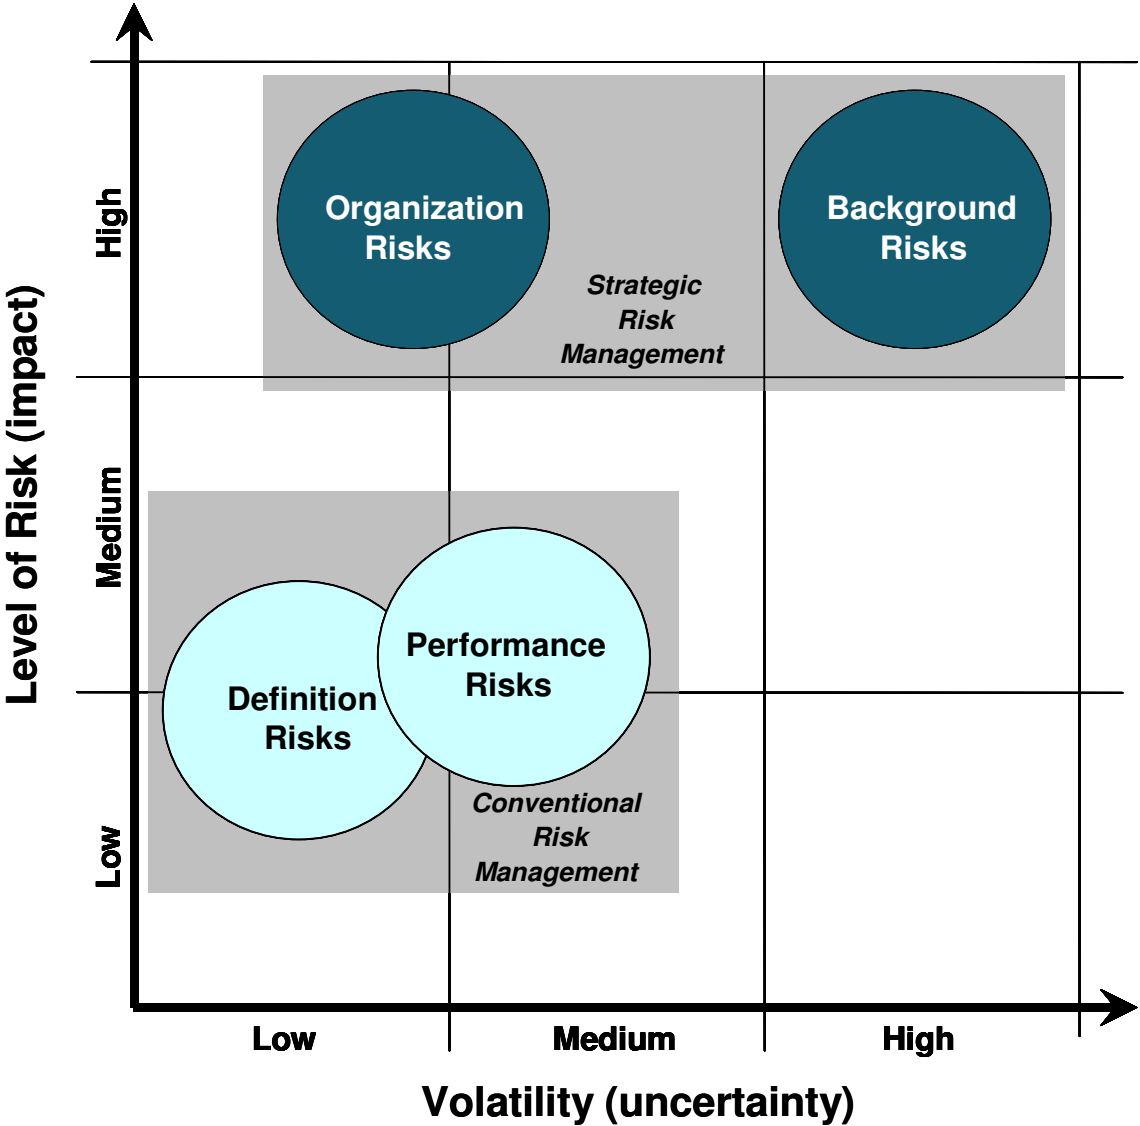 Level of Risk (impact)
High
Medium
Low
Organization
Risks
Background
Risks
Strategic
Risk
Management
Performance
Risks
Definition
Risks
Conventional
Risk
Management
Low
Medium
High
Volatility (uncertainty)